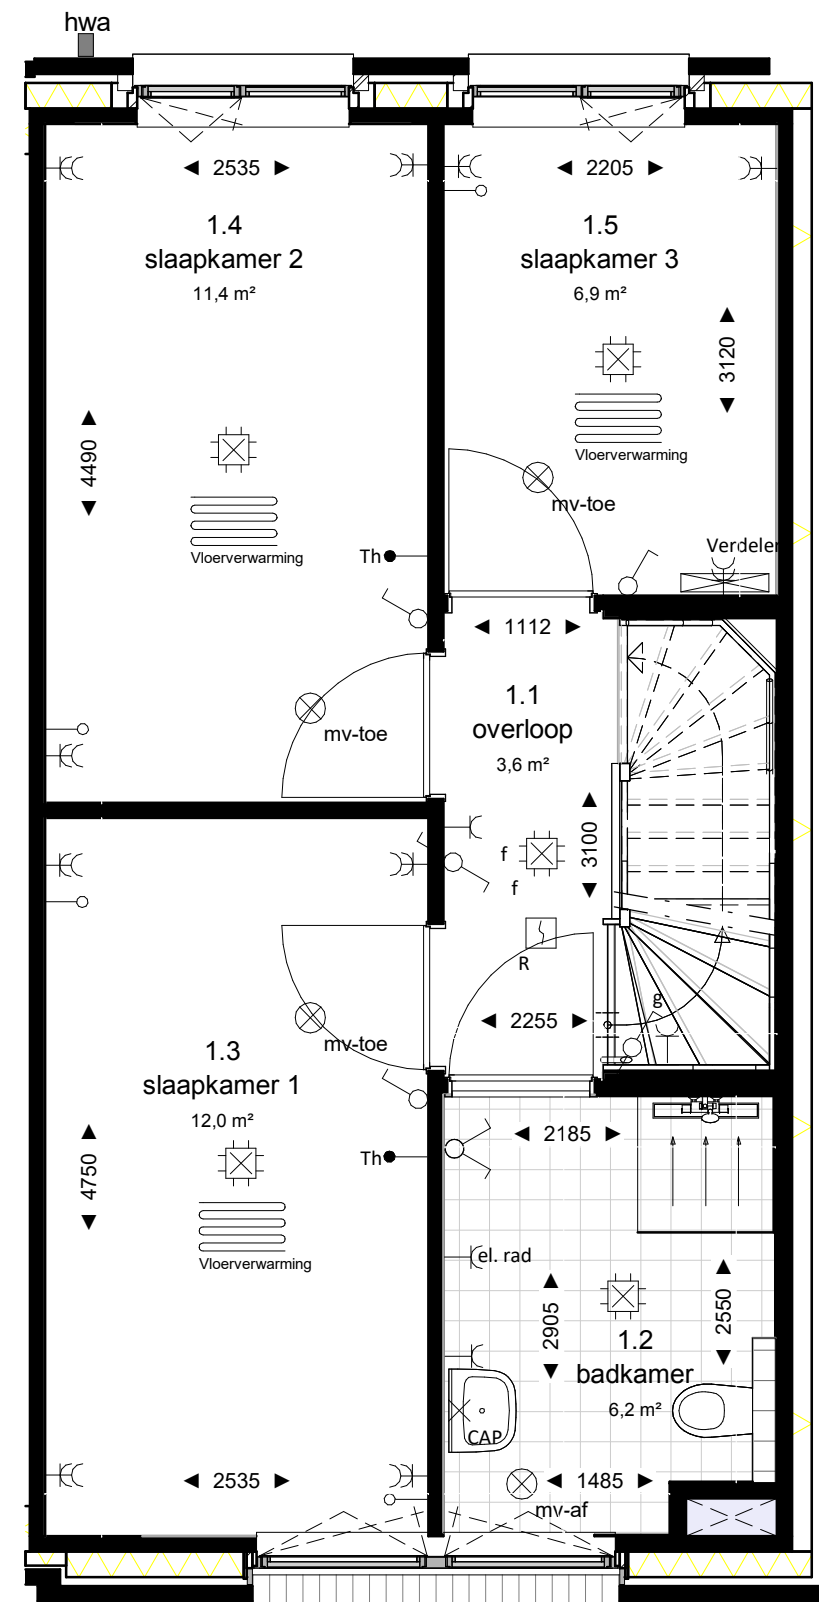 hwa
2535
2205
1.4
slaapkamer 2
11,4 m²
1.5
slaapkamer 3
6,9 m²
3120
4490
Vloerverwarming
mv-toe
Vloerverwarming
Th
Verdeler
1112
1.1
overloop
3,6 m²
mv-toe
3100
f
f
R
g
2255
mv-toe
1.3
slaapkamer 1
12,0 m²
2185
4750
Th
Vloerverwarming
el. rad
2905
2550
1.2
badkamer
6,2 m²
CAP
2535
1485
mv-af